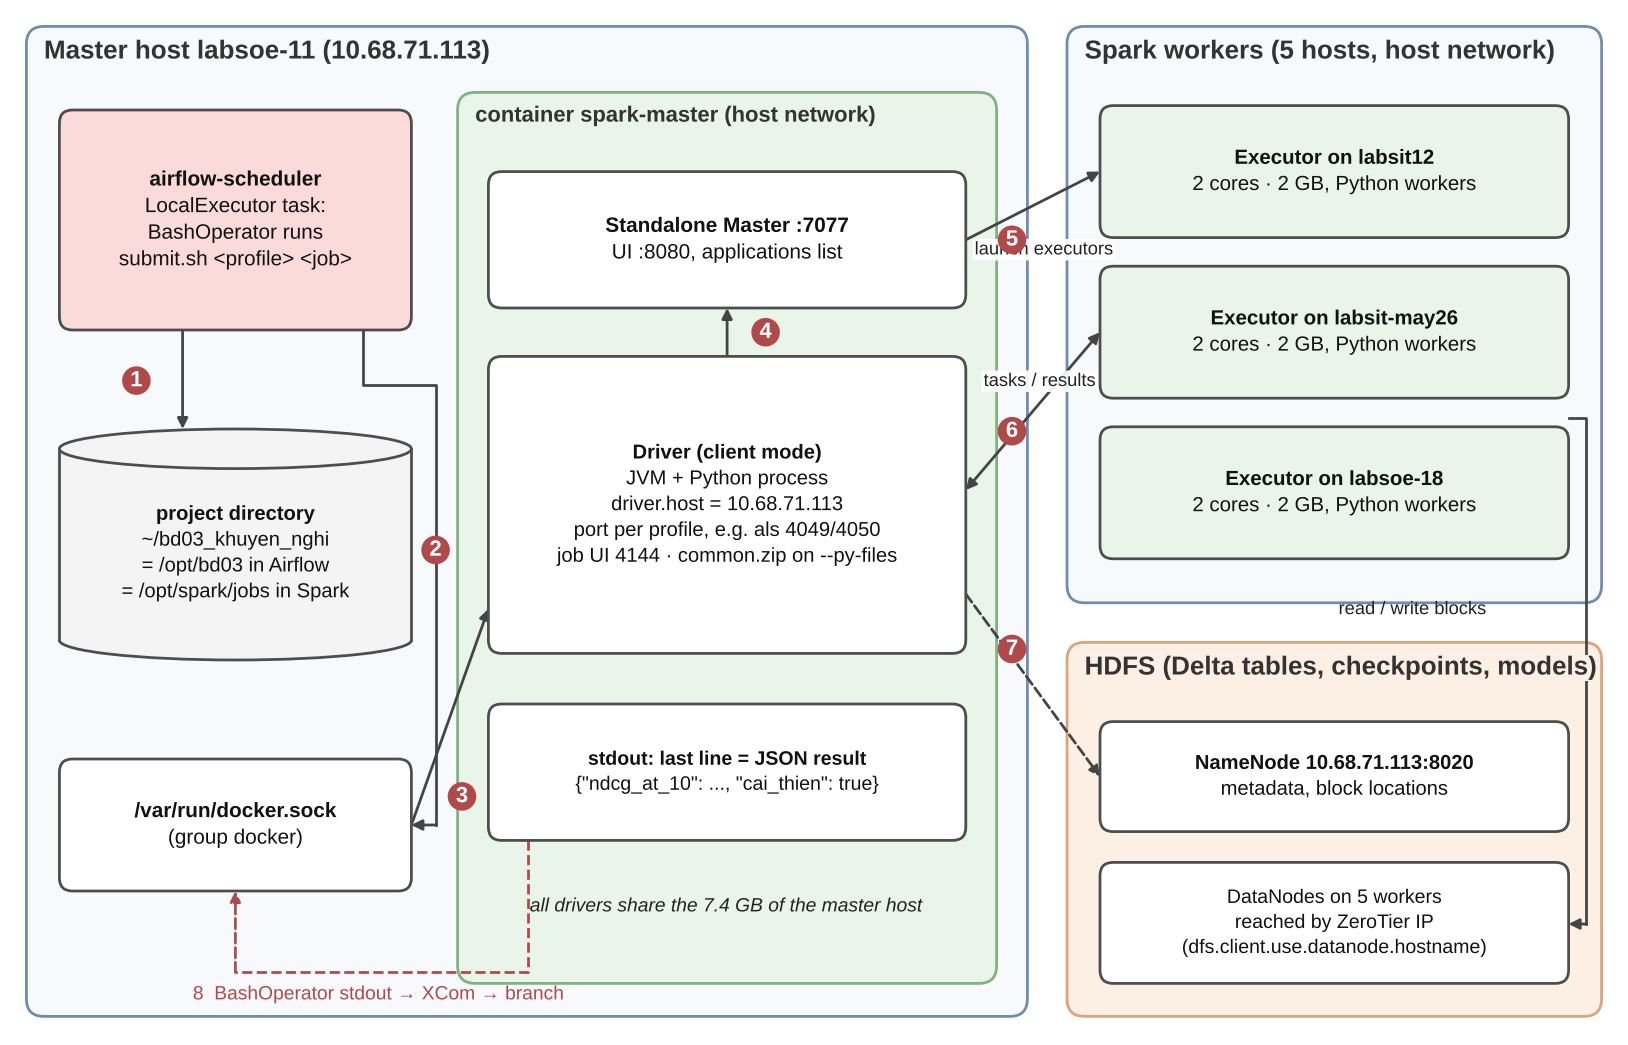 Master host labsoe-11 (10.68.71.113)
airflow-scheduler
LocalExecutor task:
BashOperator runs
submit.sh <profile> <job>
1
project directory
~/bd03_khuyen_nghi
= /opt/bd03 in Airflow
= /opt/spark/jobs in Spark
2
/var/run/docker.sock
(group docker)
3
container spark-master (host network)
Standalone Master :7077
UI :8080, applications list
4
Driver (client mode)
JVM + Python process
driver.host = 10.68.71.113
port per profile, e.g. als 4049/4050
job UI 4144 · common.zip on --py-files
stdout: last line = JSON result
{"ndcg_at_10": ..., "cai_thien": true}
all drivers share the 7.4 GB of the master host
8 BashOperator stdout → XCom → branch
5
launch executors
tasks / results
6
7
Spark workers (5 hosts, host network)
Executor on labsit12
2 cores · 2 GB, Python workers
Executor on labsit-may26
2 cores · 2 GB, Python workers
Executor on labsoe-18
2 cores · 2 GB, Python workers
read / write blocks
HDFS (Delta tables, checkpoints, models)
NameNode 10.68.71.113:8020
metadata, block locations
DataNodes on 5 workers
reached by ZeroTier IP
(dfs.client.use.datanode.hostname)